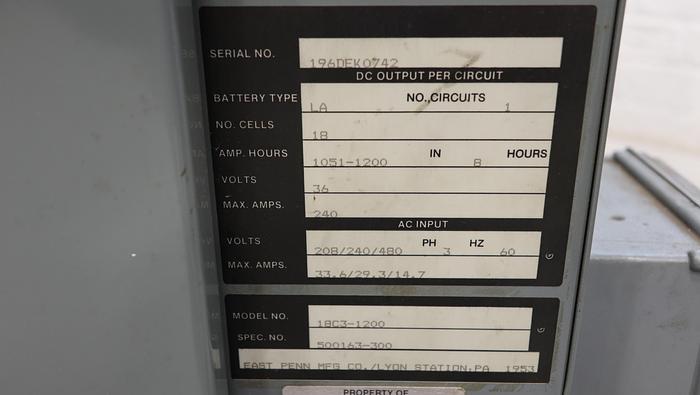 SERIAL NO. 196DEK0742
DC OUTPUT PER CIRCUIT
BATTERY TYPE LA NO. CIRCUITS 1
NO. CELLS 18
AMP. HOURS 1051-1200 IN 8 HOURS
VOLTS 36
MAX. AMPS. 240
AC INPUT
VOLTS 208/240/480 PH 3 HZ 60
MAX. AMPS. 33.6/29.3/14.7
MODEL NO. 18C3-1200
SPEC. NO. 500163-300
EAST PENN MFG CO./LYON STATION,PA 1953
PROPERTY OF